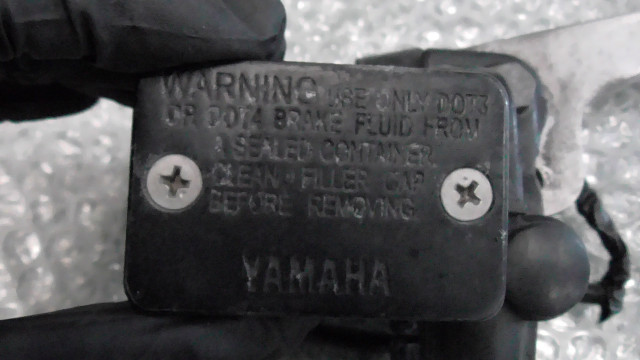 WARNING USE ONLY DOT3
OR DOT4 BRAKE FLUID FROM
A SEALED CONTAINER.
CLEAN FILLER CAP
BEFORE REMOVING
YAMAHA